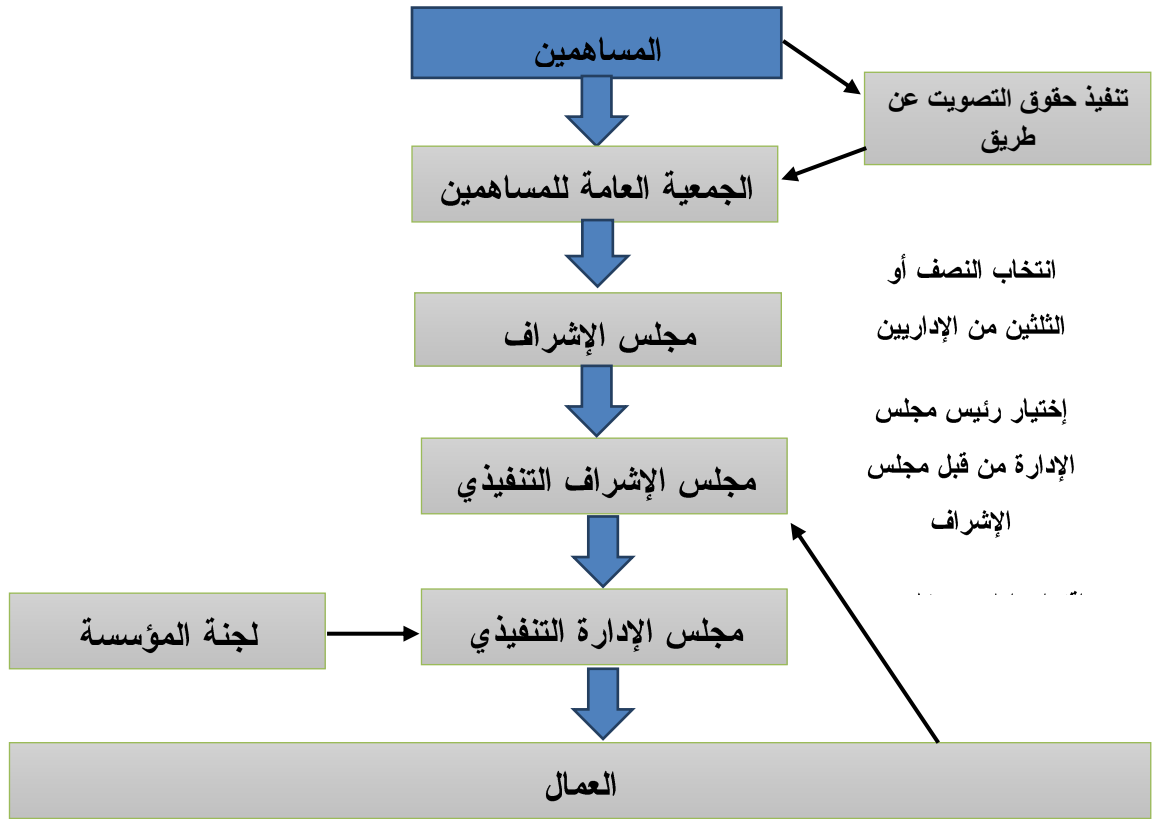 المساهمين
تنفيذ حقوق التصويت عن
طريق
الجمعية العامة للمساهمين
انتخاب النصف أو
الثلثين من الإداريين
مجلس الإشراف
إختيار رئيس مجلس
الإدارة من قبل مجلس
الإشراف
مجلس الإشراف التنفيذي
لجنة المؤسسة
مجلس الإدارة التنفيذي
العمال